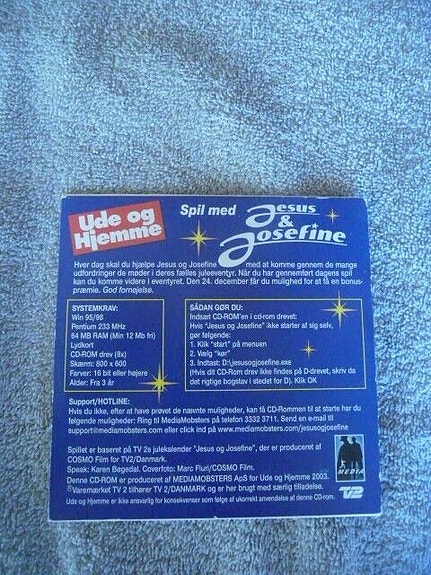 Ude og
Hjemme
Spil med Jesus
&
Josefine
Hver dag skal du hjælpe Jesus og Josefine med at komme gennem de mange
udfordringer de møder i deres fælles juleeventyr. Når du har gennemført dagens spil
kan du komme videre i eventyret. Den 24. december får du mulighed for at få en bonus-
præmie. God fornøjelse.
SYSTEMKRAV:
Win 95/98
Pentium 233 MHz
64 MB RAM (Min 12 Mb fri)
Lydkort
CD-ROM drev (8x)
Skærm: 800 x 600
Farver: 16 bit eller højere
Alder: Fra 3 år
SÅDAN GØR DU:
Indsæt CD-ROM'en i cd-rom drevet.
Hvis "Jesus og Josefine" ikke starter af sig selv,
gør følgende:
1. Klik "start" på menuen
2. Vælg "kør"
3. Indtast: D:\jesusogjosefine.exe
(Hvis dit CD-Rom drev ikke findes på D-drevet, skriv da
det rigtige bogstav i stedet for D). Klik OK
Support/HOTLINE:
Hvis du ikke, efter at have prøvet de nævnte muligheder, kan få CD-Rommen til at starte har du
følgende muligheder: Ring til MediaMobsters på telefon 3332 3711. Send en e-mail til
support@mediamobsters.com eller click ind på www.mediamobsters.com/jesusogjosefine
Spillet er baseret på TV 2s julekalender "Jesus og Josefine", der er produceret af
COSMO Film for TV2/Danmark.
Speak: Karen Bøgedal. Coverfoto: Marc Fluri/COSMO Film.
Denne CD-ROM er produceret af MEDIAMOBSTERS ApS for Ude og Hjemme 2003.
®Varemærket TV 2 tilhører TV 2/DANMARK og er her brugt med særlig tilladelse.
Ude og Hjemme er ikke ansvarlig for konsekvenser som følge af ukorrekt anvendelse af denne cd-rom.
MEDIA
TV2